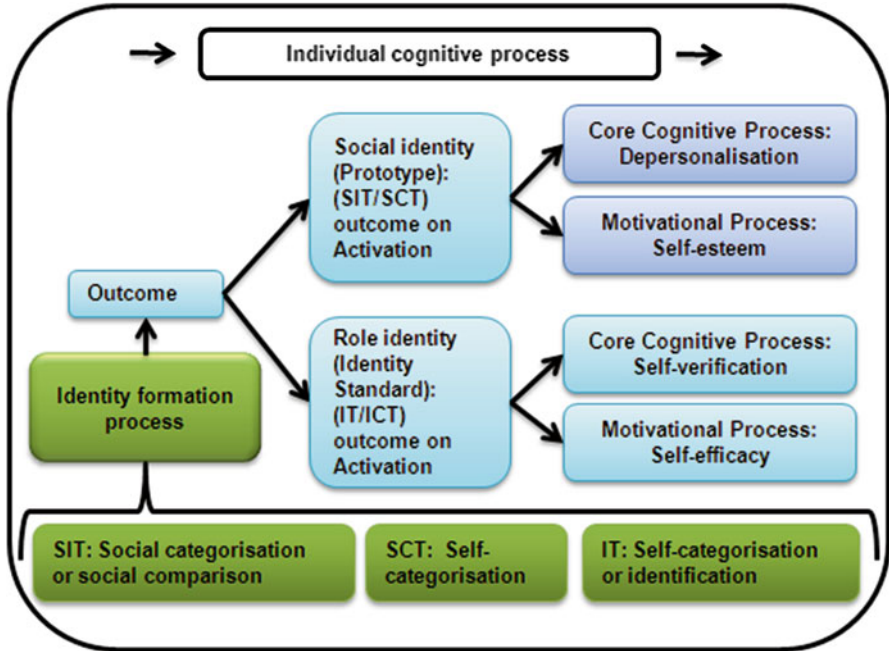 Individual cognitive process
Social identity
(Prototype):
(SIT/SCT)
outcome on
Activation
Core Cognitive Process:
Depersonalisation
Motivational Process:
Self-esteem
Outcome
Identity formation
process
Role identity
(Identity
Standard):
(IT/ICT)
outcome on
Activation
Core Cognitive Process:
Self-verification
Motivational Process:
Self-efficacy
SIT: Social categorisation
or social comparison
SCT: Self-
categorisation
IT: Self-categorisation
or identification